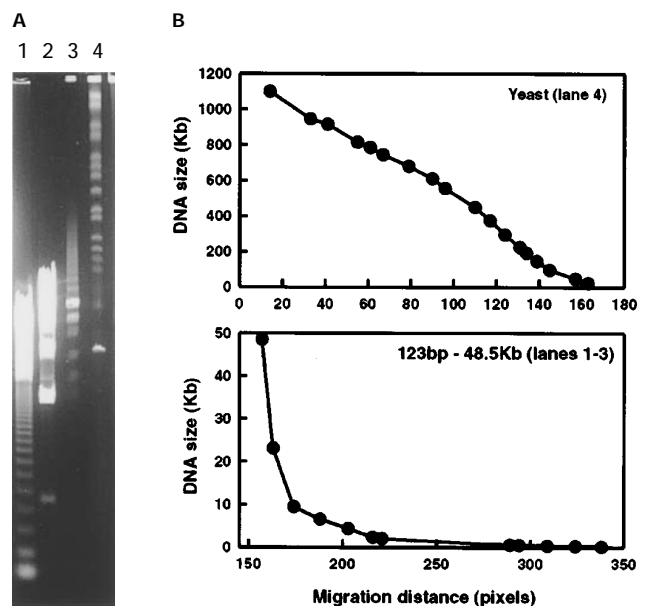 A
B
1 2 3 4
1200
1000
800
600
400
200
0
DNA size (Kb)
Yeast (lane 4)
0 20 40 60 80 100 120 140 160 180
50
40
30
20
10
0
DNA size (Kb)
123bp - 48.5Kb (lanes 1-3)
150 200 250 300 350
Migration distance (pixels)